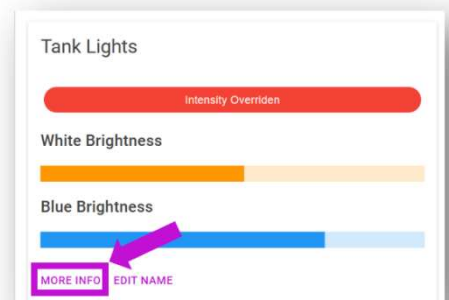 Tank Lights
Intensity Overriden
White Brightness
Blue Brightness
MORE INFO EDIT NAME